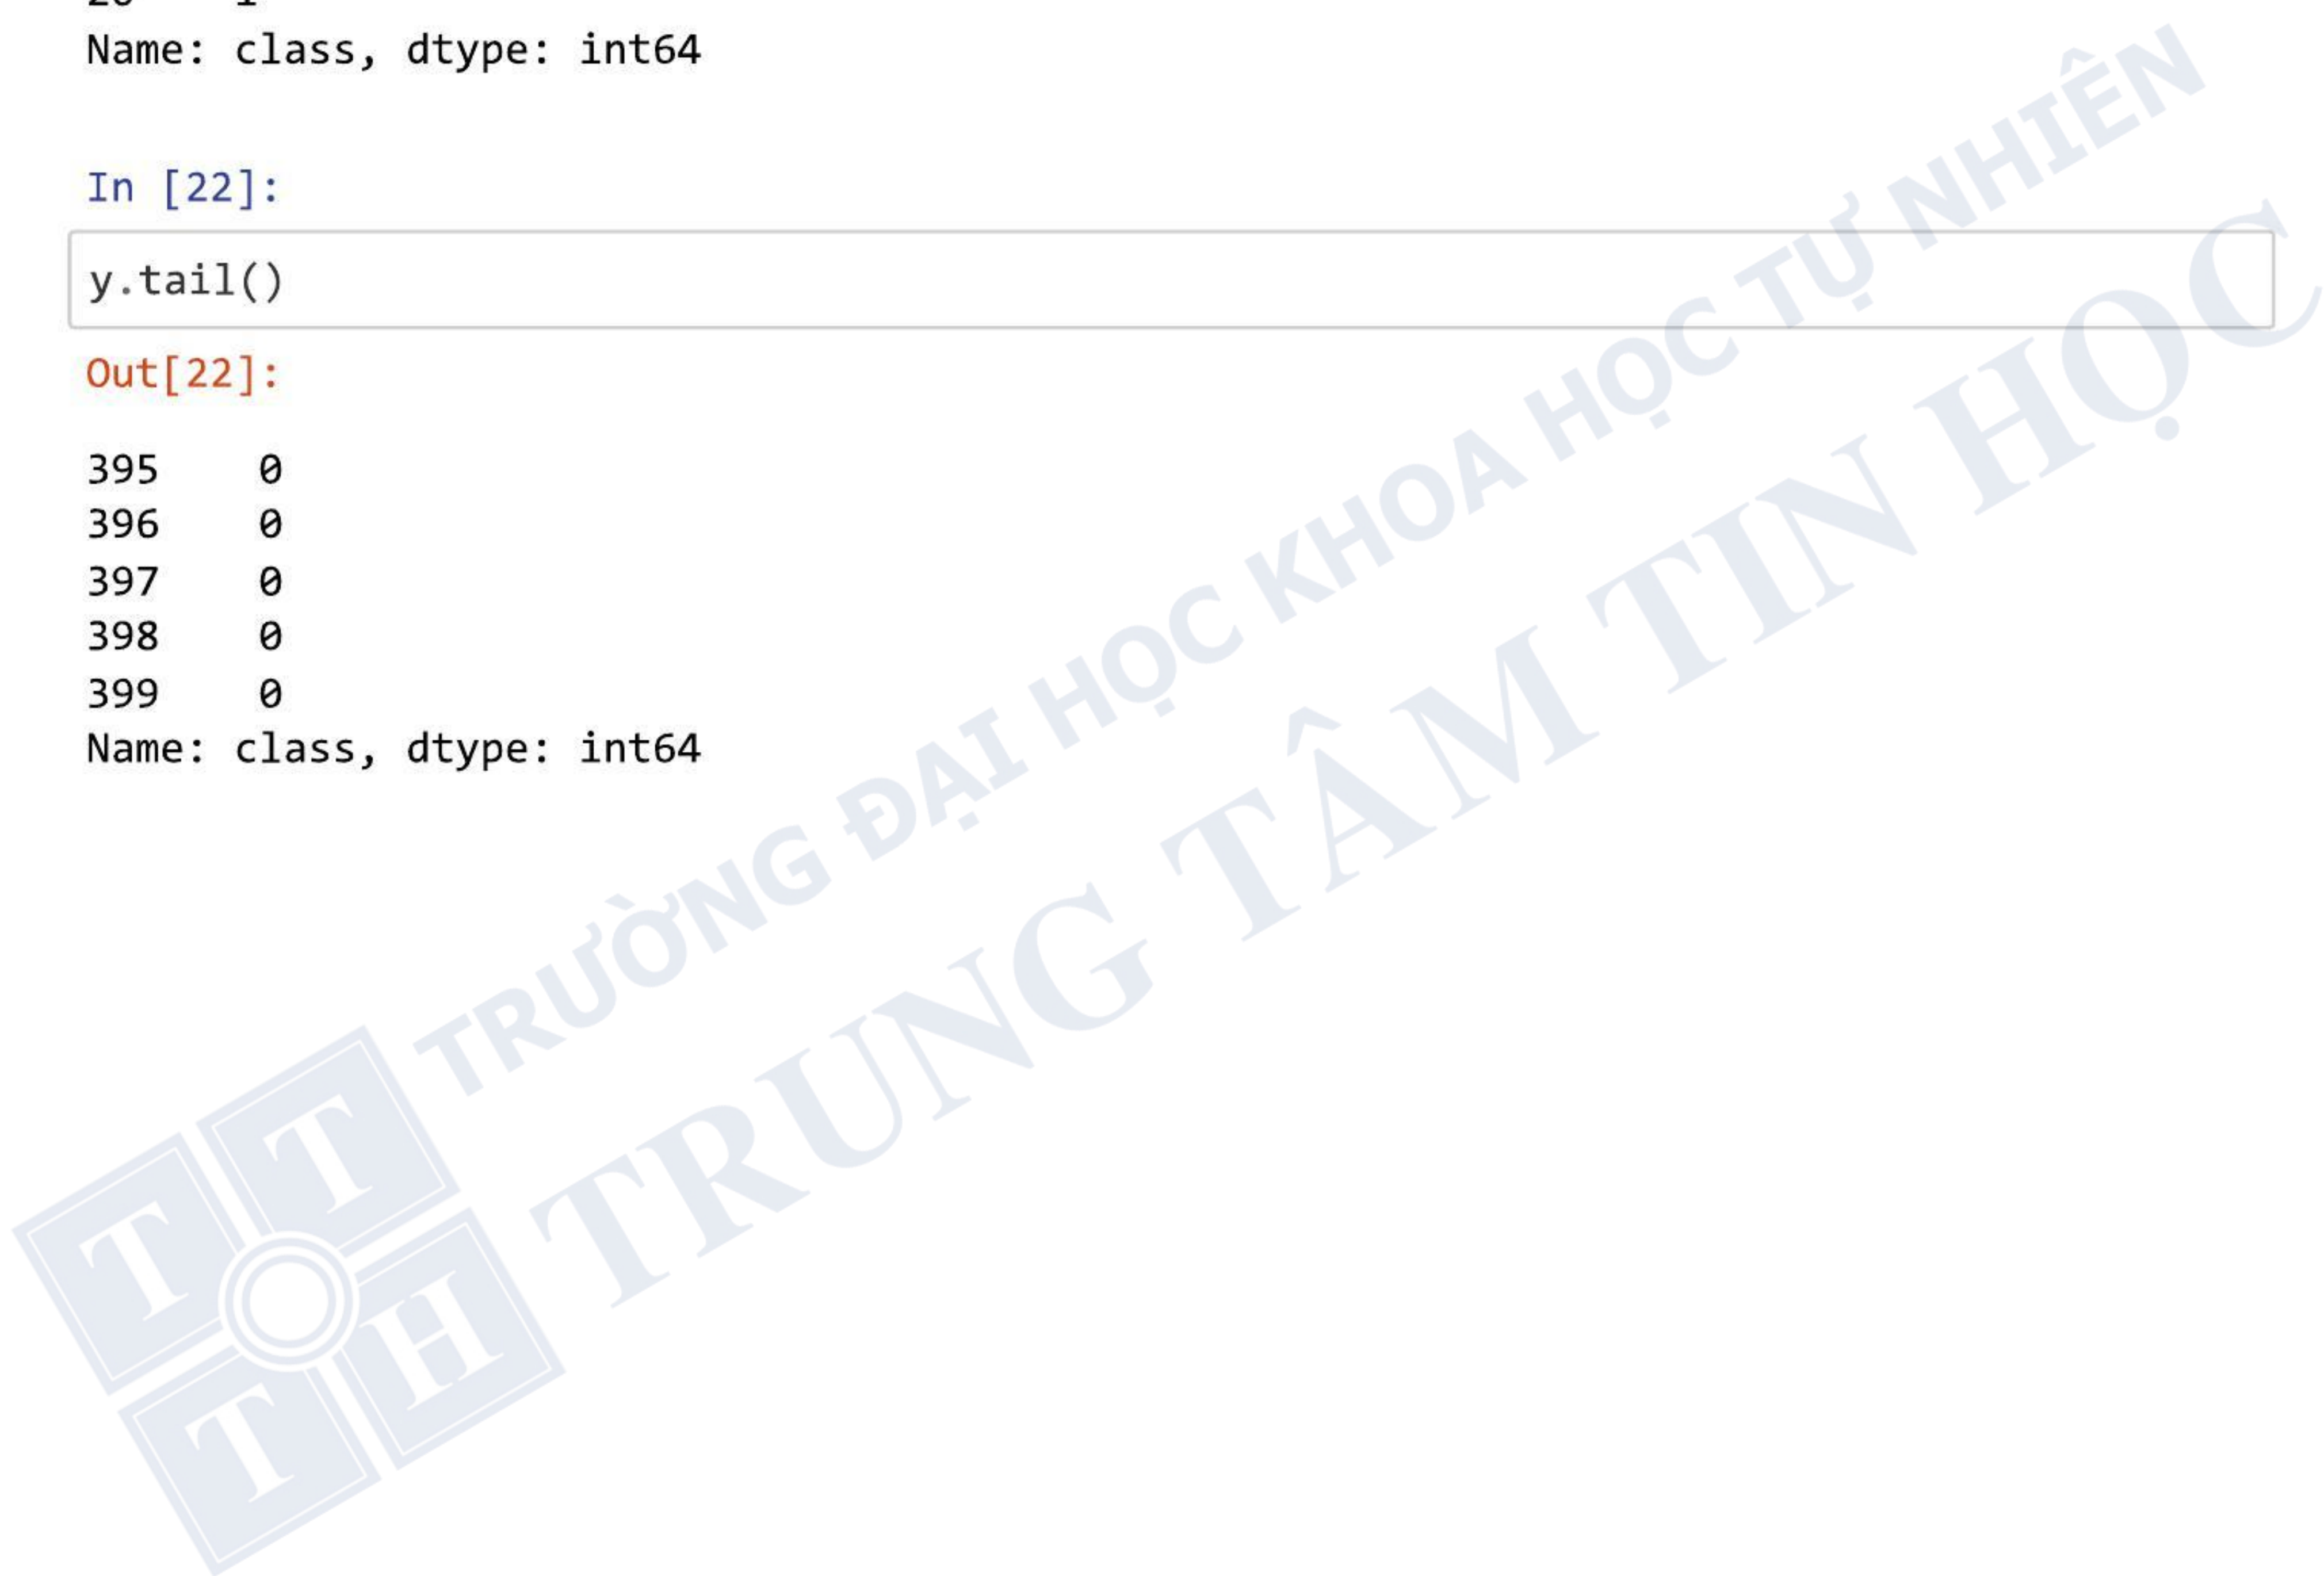 Name: class, dtype: int64
In [22]:
y.tail()
Out[22]:
395    0
396    0
397    0
398    0
399    0
Name: class, dtype: int64
TRƯỜNG ĐẠI HỌC KHOA HỌC TỰ NHIÊN
TRUNG TÂM TIN HỌC
T T
T H